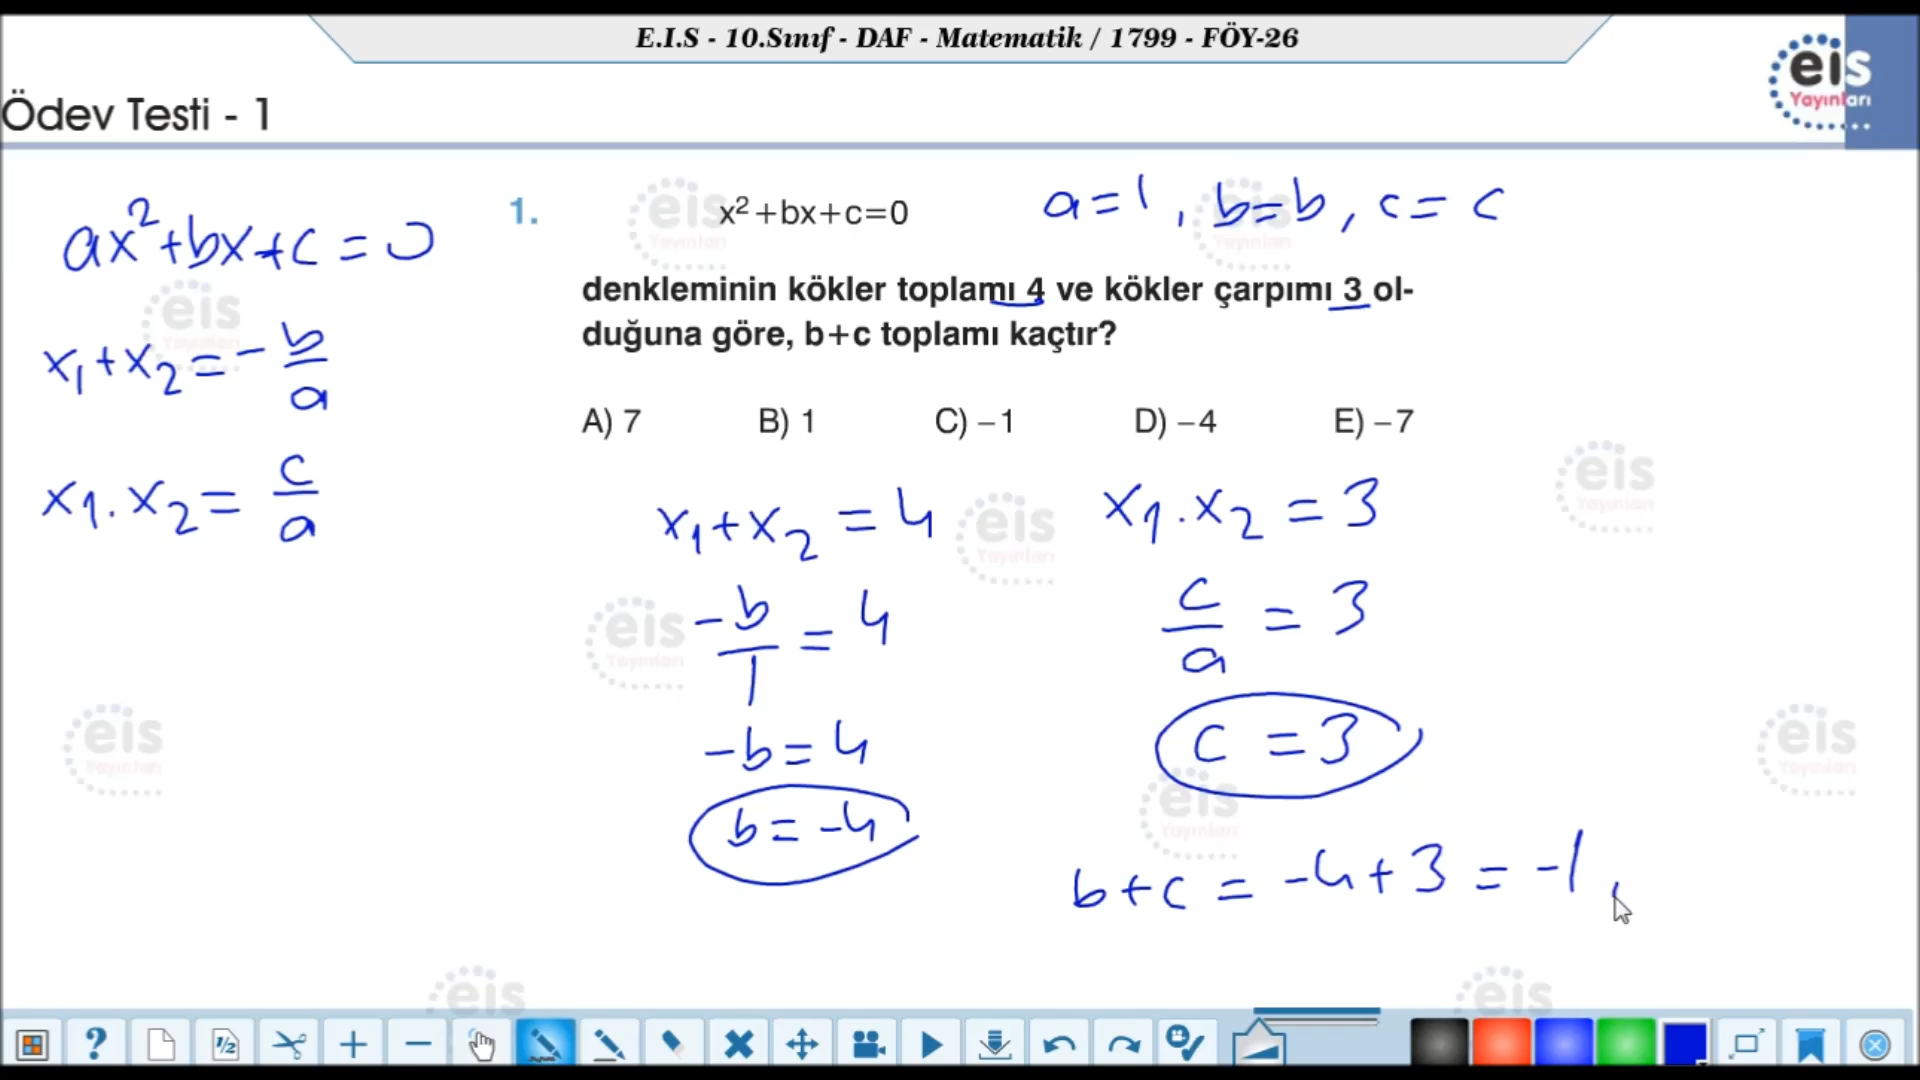 E.I.S - 10.Sınıf - DAF - Matematik / 1799 - FÖY-26
eis
Yayınları
Ödev Testi - 1
ax²+bx+c=0
x₁+x₂=-b/a
x₁.x₂=c/a
1.
x²+bx+c=0
a=1, b=b, c=c
denkleminin kökler toplamı 4 ve kökler çarpımı 3 ol-
duğuna göre, b+c toplamı kaçtır?
A) 7 B) 1 C) –1 D) –4 E) –7
x₁+x₂=4
-b/1=4
-b=4
b=-4
x₁.x₂=3
c/a=3
c=3
b+c=-4+3=-1